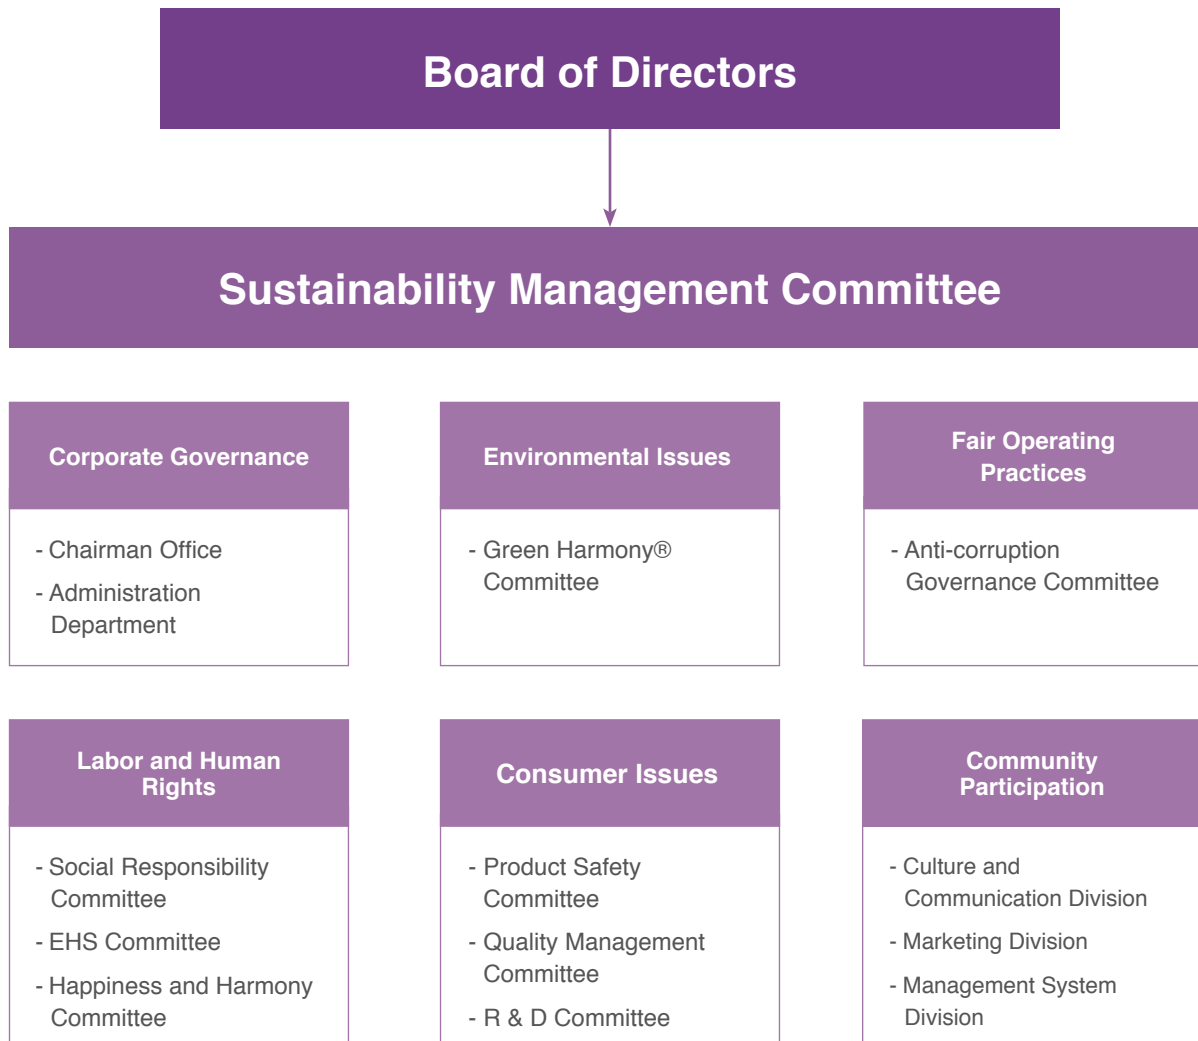 Board of Directors
Sustainability Management Committee
Corporate Governance
- Chairman Office
- Administration
Department
Environmental Issues
- Green Harmony®
Committee
Fair Operating
Practices
- Anti-corruption
Governance Committee
Labor and Human
Rights
- Social Responsibility
Committee
- EHS Committee
- Happiness and Harmony
Committee
Consumer Issues
- Product Safety
Committee
- Quality Management
Committee
- R & D Committee
Community
Participation
- Culture and
Communication Division
- Marketing Division
- Management System
Division